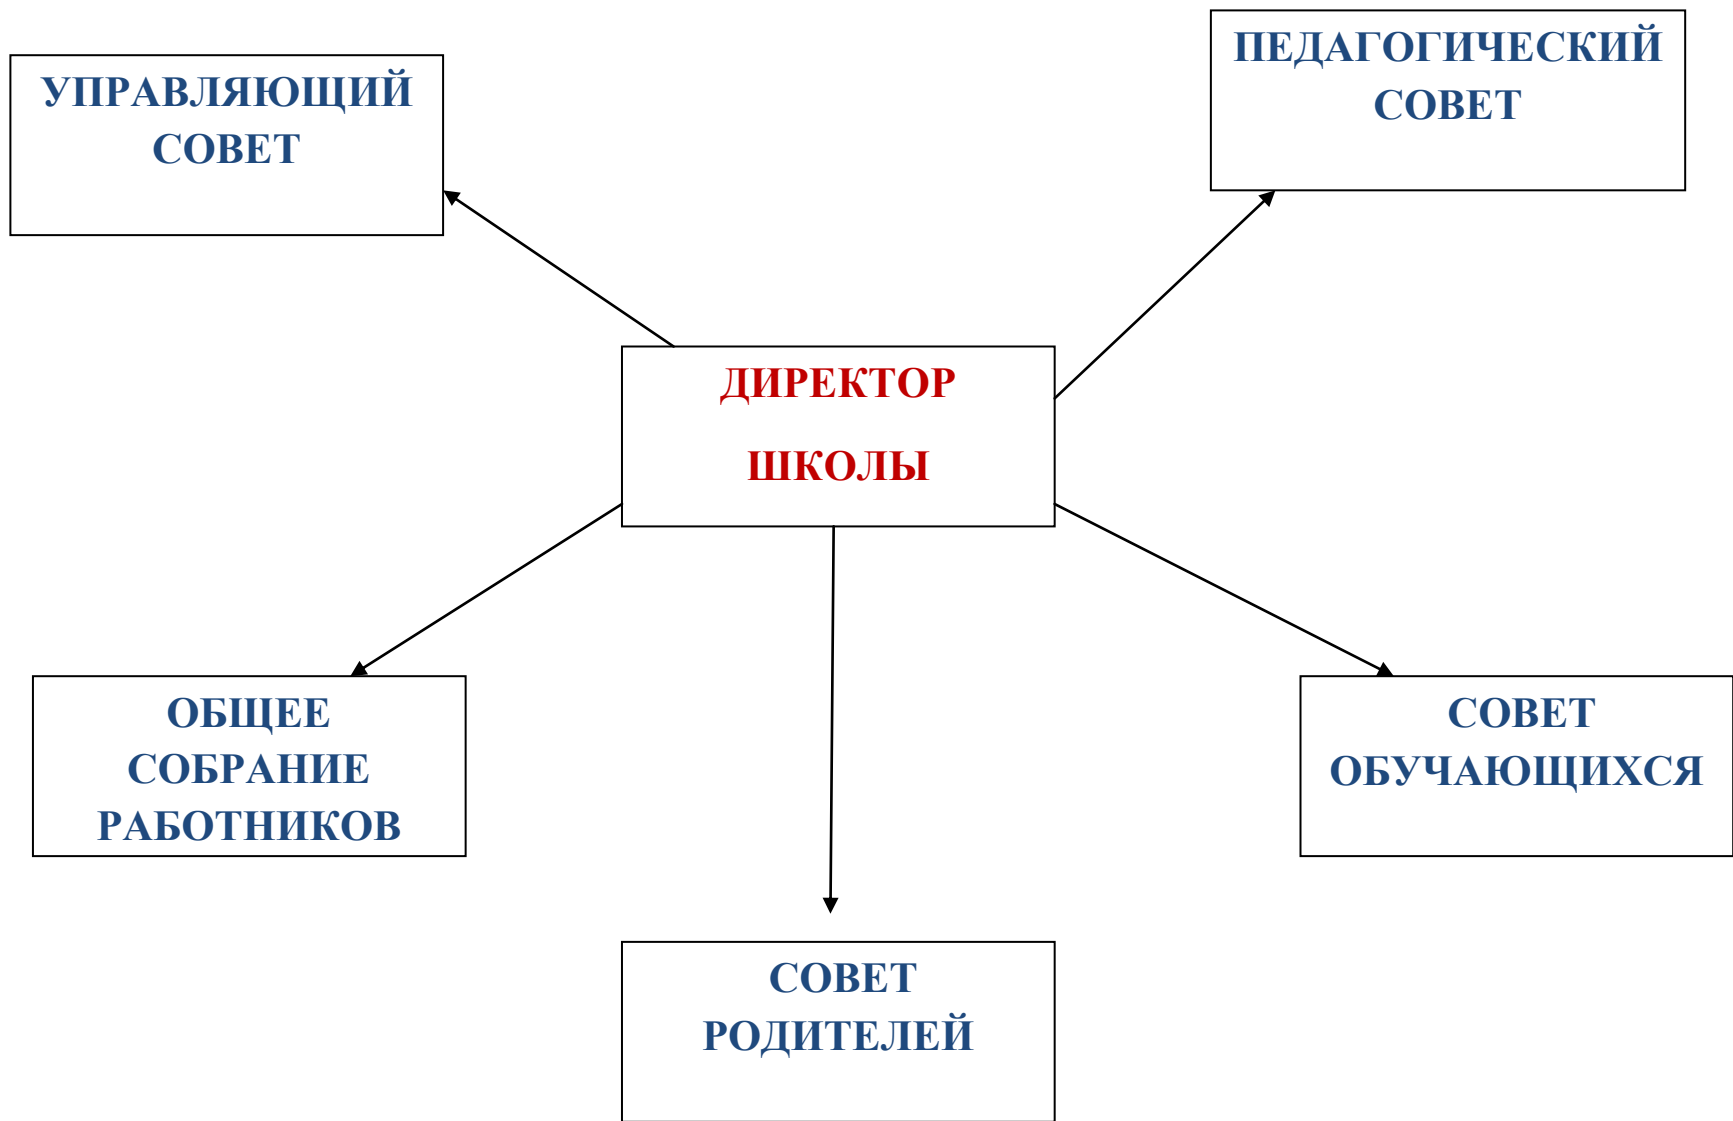 УПРАВЛЯЮЩИЙ
СОВЕТ
ПЕДАГОГИЧЕСКИЙ
СОВЕТ
ДИРЕКТОР
ШКОЛЫ
ОБЩЕЕ
СОБРАНИЕ
РАБОТНИКОВ
СОВЕТ
ОБУЧАЮЩИХСЯ
СОВЕТ
РОДИТЕЛЕЙ